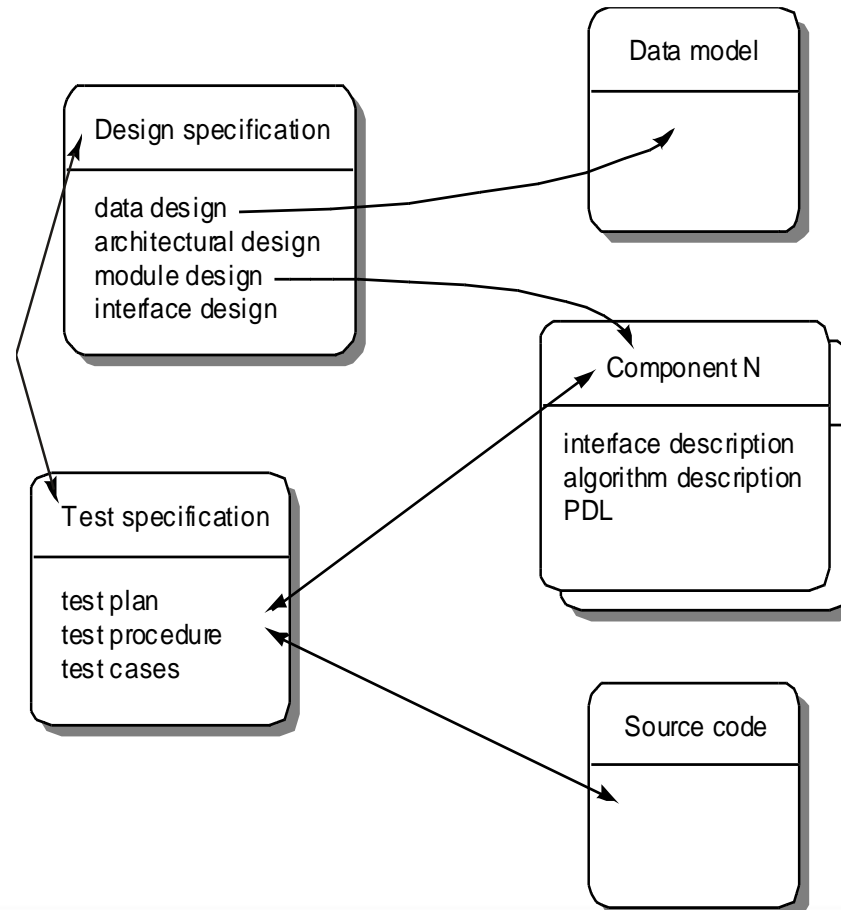 Data model
Design specification
data design
architectural design
module design
interface design
Component N
interface description
algorithm description
PDL
Test specification
test plan
test procedure
test cases
Source code